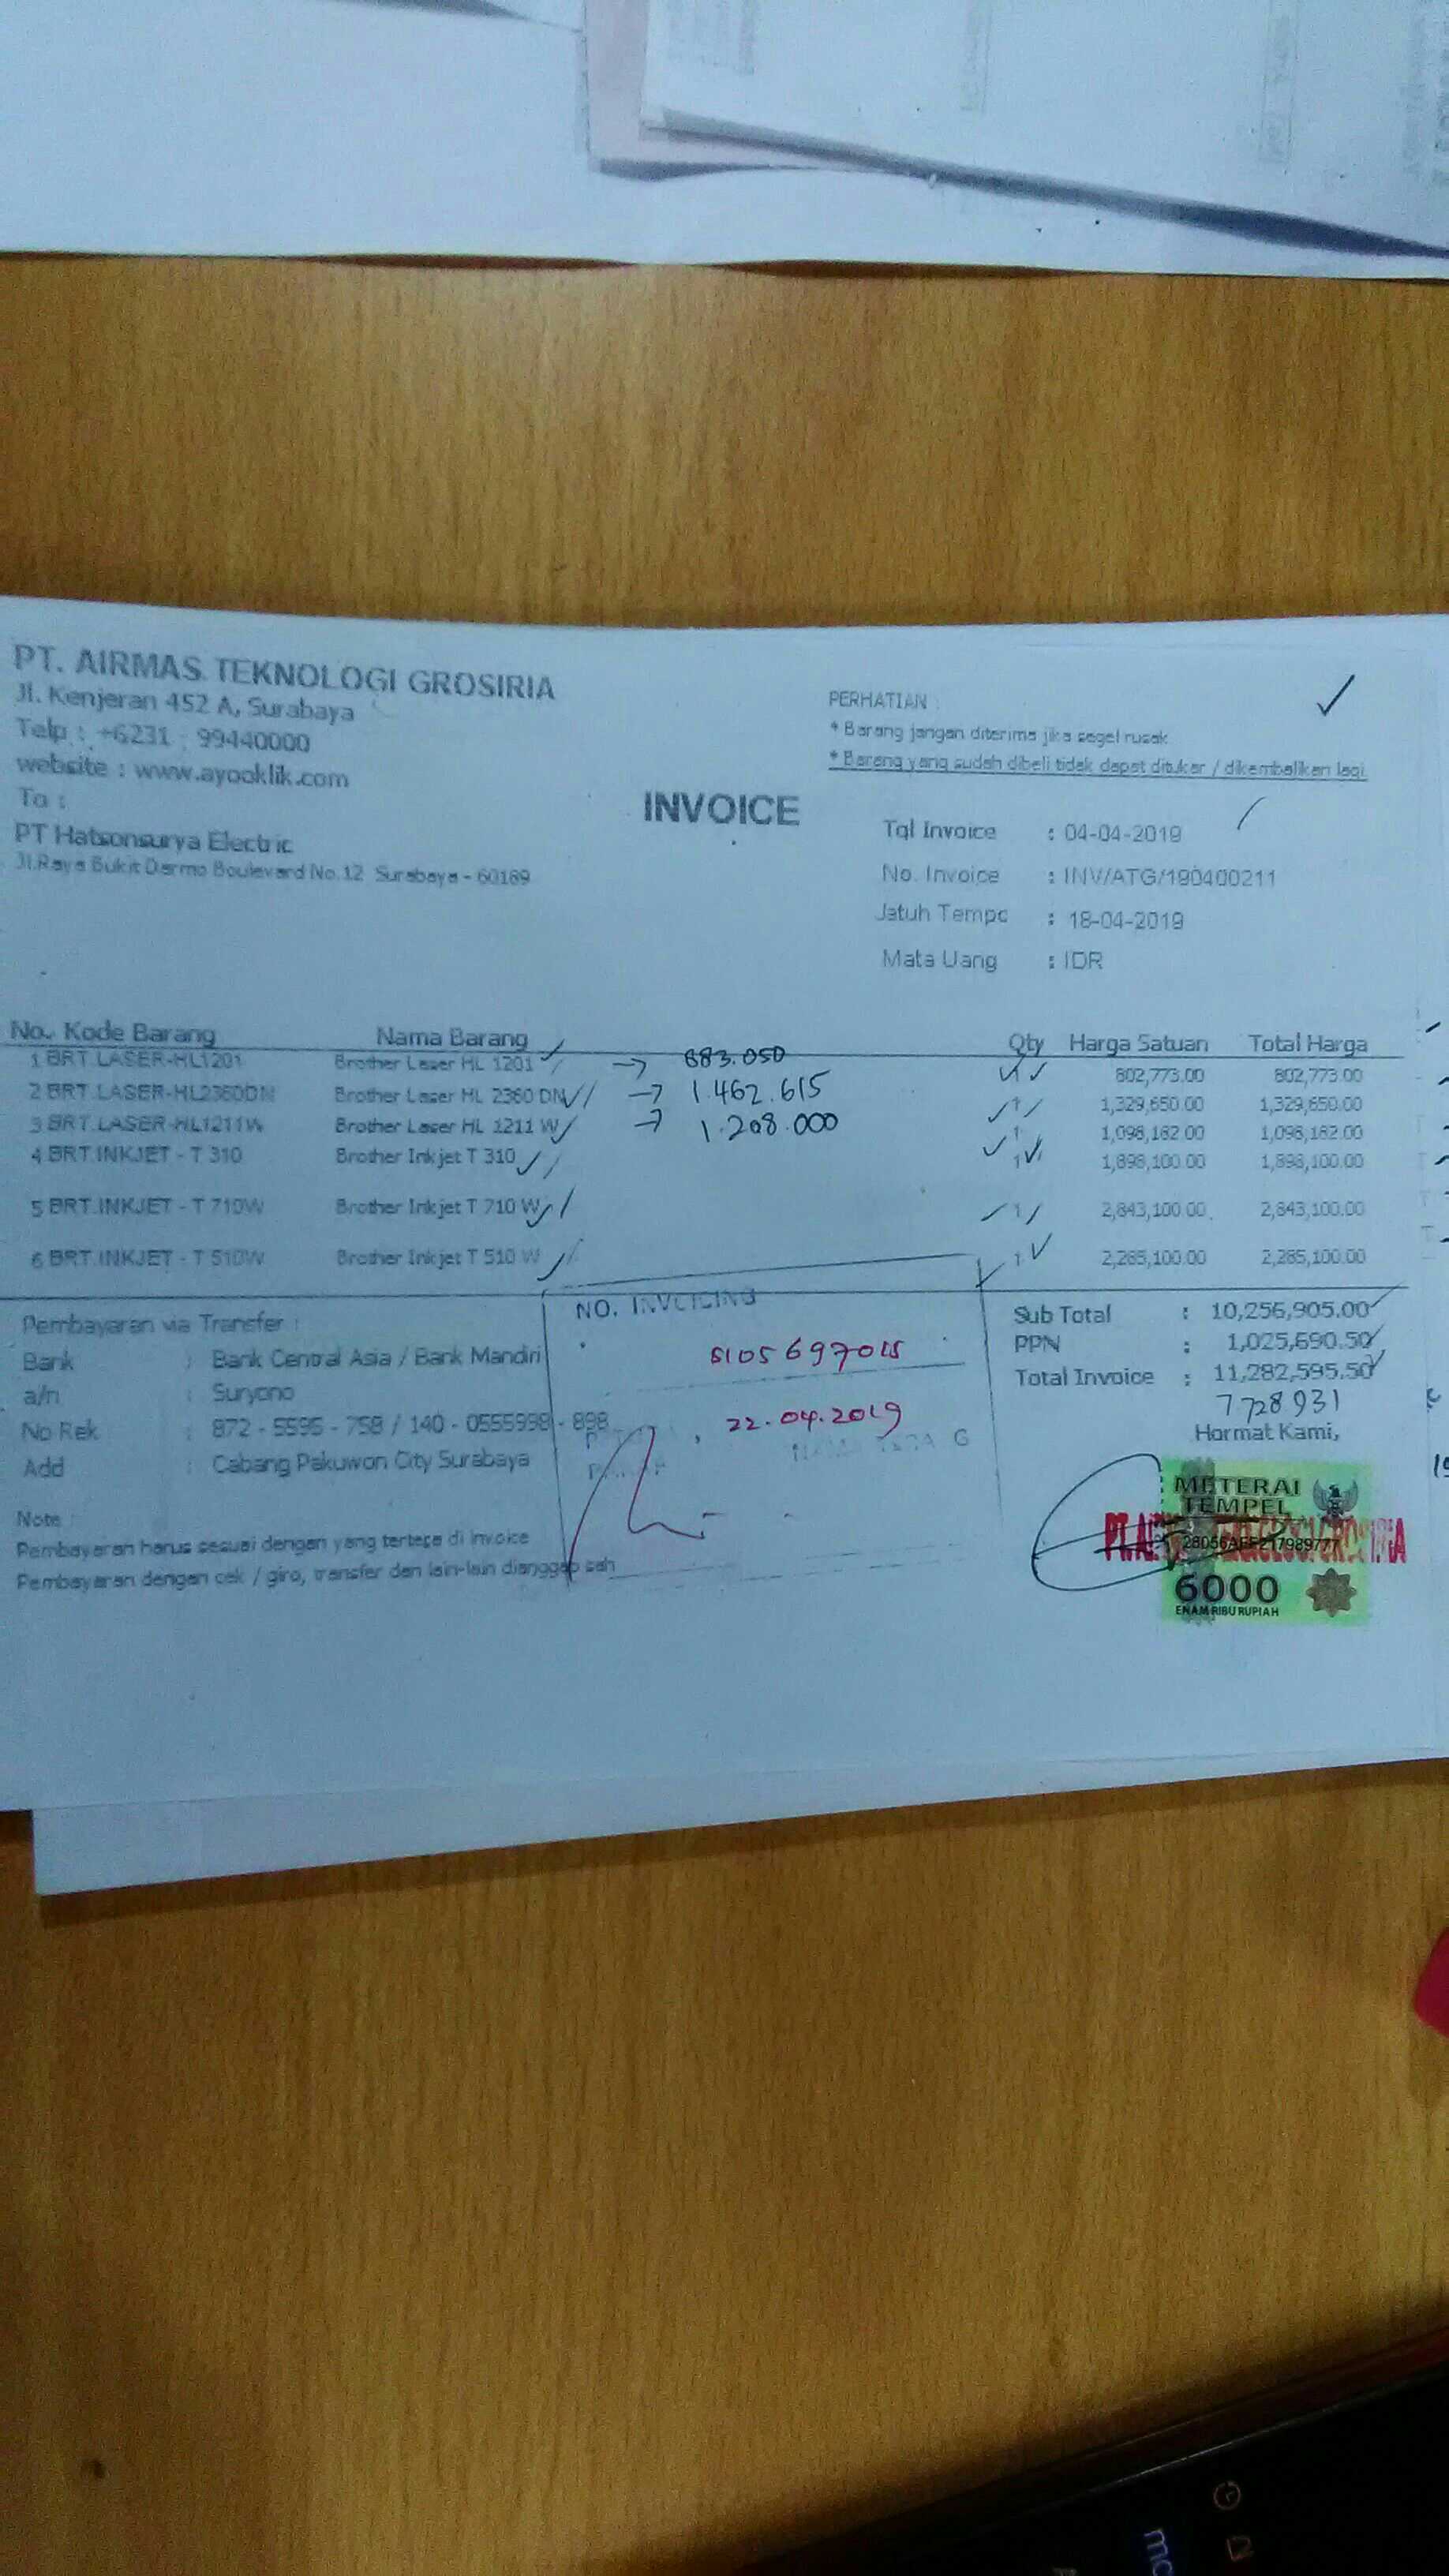 PT. AIRMAS TEKNOLOGI GROSIRIA
Jl. Kenjeran 452 A, Surabaya
Telp : +6231 99440000
website : www.ayooklik.com
To :
PT Hatsonsurya Electric
Jl.Raya Bukit Darmo Boulevard No.12 Surabaya - 60189
PERHATIAN :
* Barang jangan diterima jika segel rusak
* Barang yang sudah dibeli tidak dapat ditukar / dikembalikan lagi
INVOICE
Tgl Invoice : 04-04-2019
No. Invoice : INV/ATG/190400211
Jatuh Tempo : 18-04-2019
Mata Uang : IDR
No. Kode Barang Nama Barang Qty Harga Satuan Total Harga
1 BRT.LASER-HL1201 Brother Laser HL 1201 → 883.050 1 802,773.00 802,773.00
2 BRT.LASER-HL2360DN Brother Laser HL 2360 DN → 1.462.615 1 1,329,650.00 1,329,650.00
3 BRT.LASER-HL1211W Brother Laser HL 1211 W → 1.208.000 1 1,098,182.00 1,098,182.00
4 BRT.INKJET - T 310 Brother Inkjet T 310 1 1,898,100.00 1,898,100.00
5 BRT.INKJET - T 710W Brother Inkjet T 710 W 1 2,843,100.00 2,843,100.00
6 BRT.INKJET - T 510W Brother Inkjet T 510 W 1 2,285,100.00 2,285,100.00
Pembayaran via Transfer :
Bank : Bank Central Asia / Bank Mandiri
a/n : Suryono
No Rek : 872 - 5595 - 758 / 140 - 0555998 - 898
Add : Cabang Pakuwon City Surabaya
Note :
Pembayaran harus sesuai dengan yang tertera di invoice
Pembayaran dengan cek / giro, transfer dan lain-lain dianggap sah
NO. INVOICING
5105697015
22.04.2019
Sub Total : 10,256,905.00
PPN : 1,025,690.50
Total Invoice : 11,282,595.50
7728931
Hormat Kami,
METERAI
TEMPEL
6000
ENAM RIBU RUPIAH